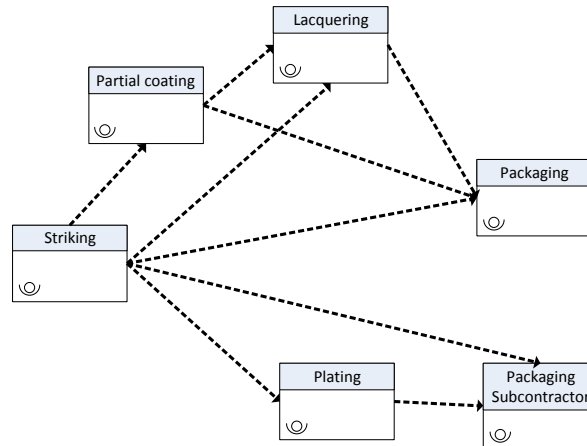 Lacquering
Partial coating
Packaging
Striking
Plating
Packaging
Subcontractor